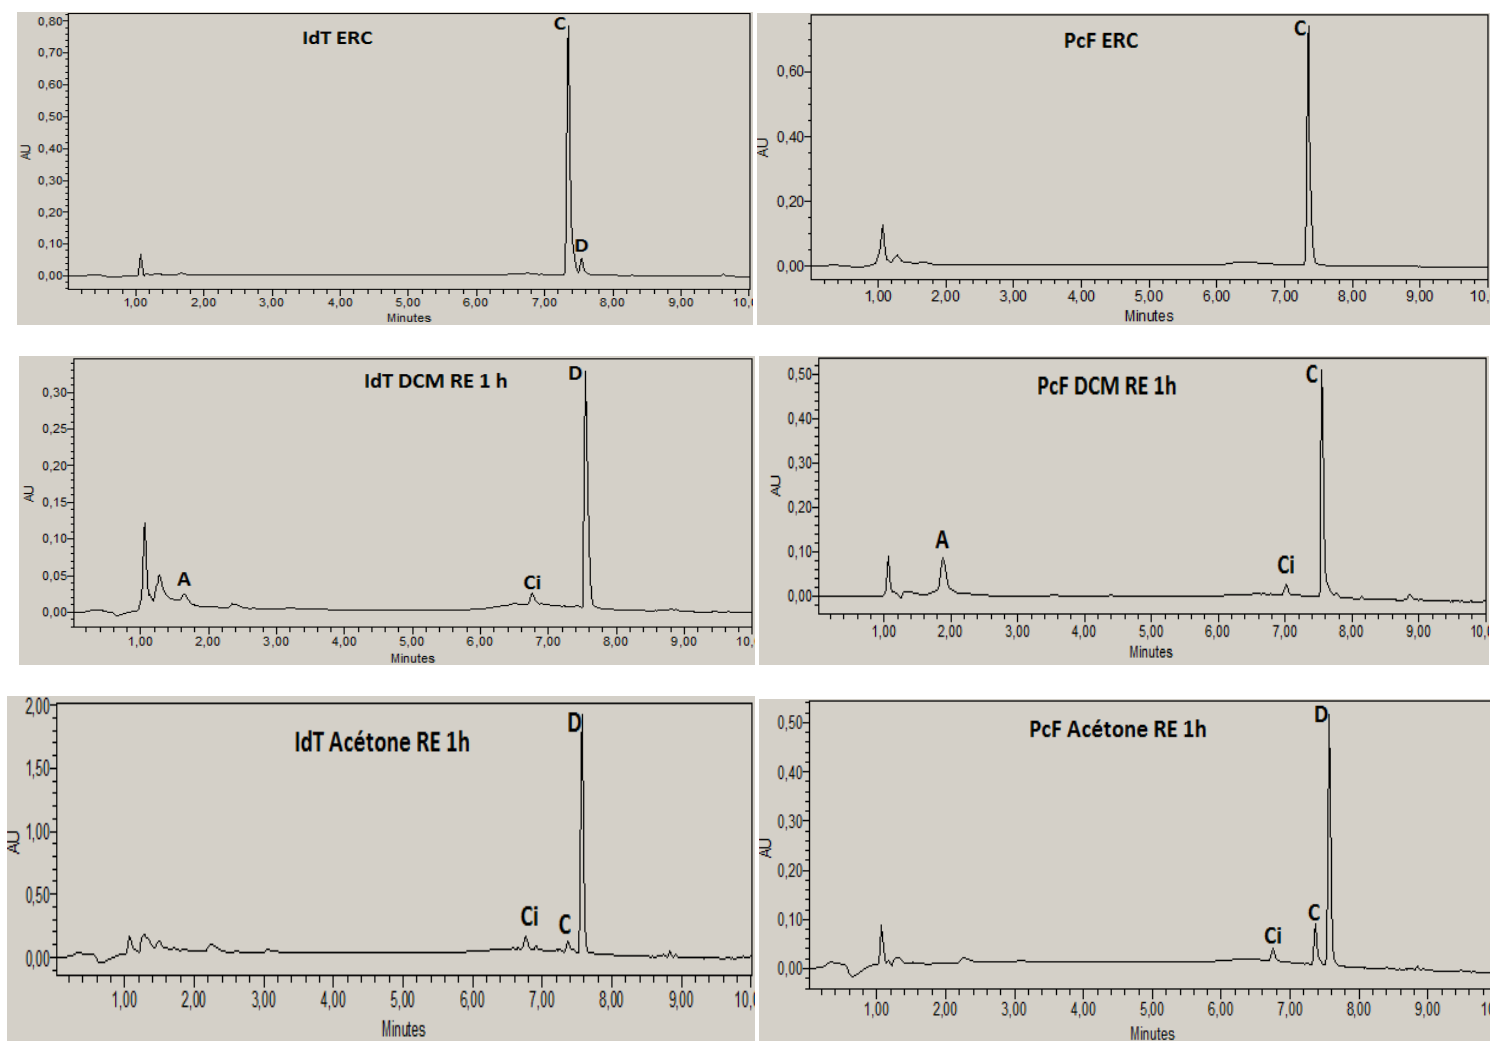 IdT ERC
C
D
0,80
0,70
0,60
0,50
0,40
0,30
0,20
0,10
0,00
AU
1,00 2,00 3,00 4,00 5,00 6,00 7,00 8,00 9,00 10,
Minutes
PcF ERC
C
0,60
0,40
0,20
0,00
AU
1,00 2,00 3,00 4,00 5,00 6,00 7,00 8,00 9,00 10,
Minutes
IdT DCM RE 1 h
D
A
Ci
0,30
0,25
0,20
0,15
0,10
0,05
0,00
AU
1,00 2,00 3,00 4,00 5,00 6,00 7,00 8,00 9,00 10,
Minutes
PcF DCM RE 1h
C
A
Ci
0,50
0,40
0,30
0,20
0,10
0,00
AU
1,00 2,00 3,00 4,00 5,00 6,00 7,00 8,00 9,00 10,
Minutes
IdT Acétone RE 1h
D
Ci
C
2,00
1,50
1,00
0,50
0,00
AU
1,00 2,00 3,00 4,00 5,00 6,00 7,00 8,00 9,00 10,
Minutes
PcF Acétone RE 1h
D
C
Ci
0,50
0,40
0,30
0,20
0,10
0,00
AU
1,00 2,00 3,00 4,00 5,00 6,00 7,00 8,00 9,00 10
Minutes